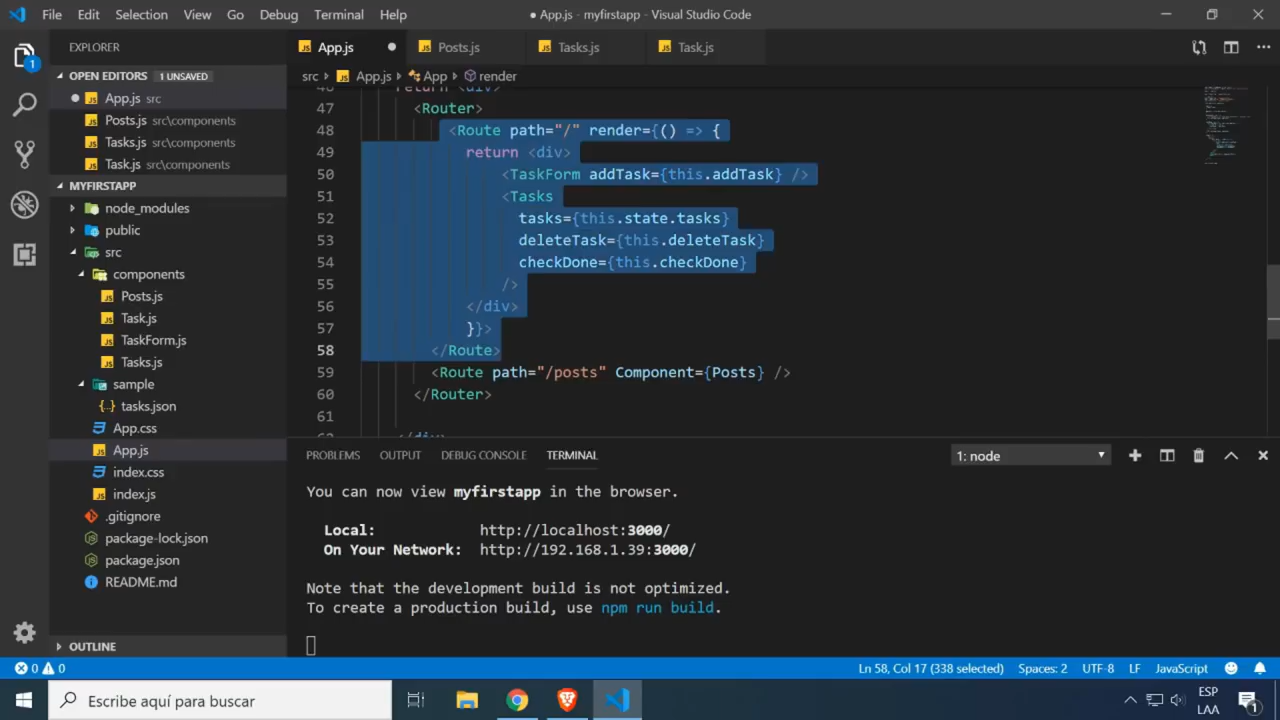 File Edit Selection View Go Debug Terminal Help
● App.js - myfirstapp - Visual Studio Code
EXPLORER
OPEN EDITORS 1 UNSAVED
App.js src
Posts.js src\components
Tasks.js src\components
Task.js src\components
MYFIRSTAPP
node_modules
public
src
components
Posts.js
Task.js
TaskForm.js
Tasks.js
sample
{..} tasks.json
App.css
App.js
index.css
index.js
.gitignore
package-lock.json
package.json
README.md
OUTLINE
App.js Posts.js Tasks.js Task.js
src App.js App render
47 <Router>
48 <Route path="/" render={() => {
49 return <div>
50 <TaskForm addTask={this.addTask} />
51 <Tasks
52 tasks={this.state.tasks}
53 deleteTask={this.deleteTask}
54 checkDone={this.checkDone}
55 />
56 </div>
57 }}>
58 </Route>
59 <Route path="/posts" Component={Posts} />
60 </Router>
61
PROBLEMS OUTPUT DEBUG CONSOLE TERMINAL 1: node
You can now view myfirstapp in the browser.
Local: http://localhost:3000/
On Your Network: http://192.168.1.39:3000/
Note that the development build is not optimized.
To create a production build, use npm run build.
0 0 Ln 58, Col 17 (338 selected) Spaces: 2 UTF-8 LF JavaScript
Escribe aquí para buscar
ESP
LAA
1